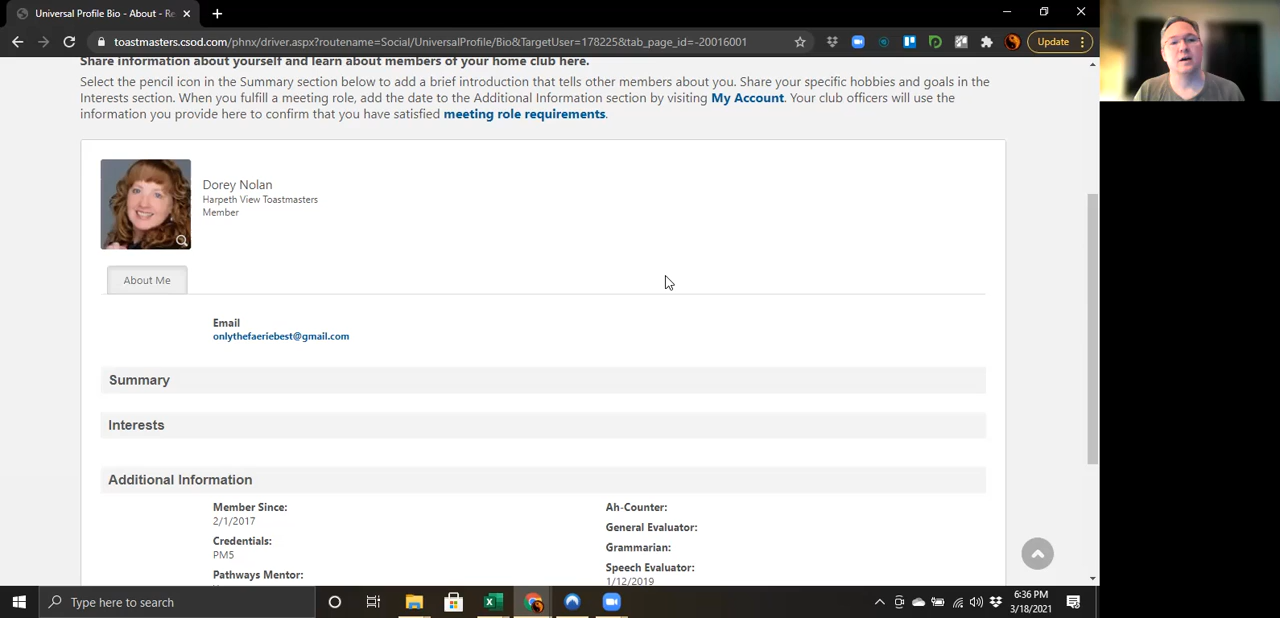 Universal Profile Bio - About - Re
toastmasters.csod.com/phnx/driver.aspx?routename=Social/UniversalProfile/Bio&TargetUser=178225&tab_page_id=-20016001
Update
Share information about yourself and learn about members of your home club here.
Select the pencil icon in the Summary section below to add a brief introduction that tells other members about you. Share your specific hobbies and goals in the
Interests section. When you fulfill a meeting role, add the date to the Additional Information section by visiting My Account. Your club officers will use the
information you provide here to confirm that you have satisfied meeting role requirements.
Dorey Nolan
Harpeth View Toastmasters
Member
About Me
Email
onlythefaeriebest@gmail.com
Summary
Interests
Additional Information
Member Since:
2/1/2017
Credentials:
PM5
Pathways Mentor:
Ah-Counter:
General Evaluator:
Grammarian:
Speech Evaluator:
1/12/2019
Type here to search
6:36 PM
3/18/2021